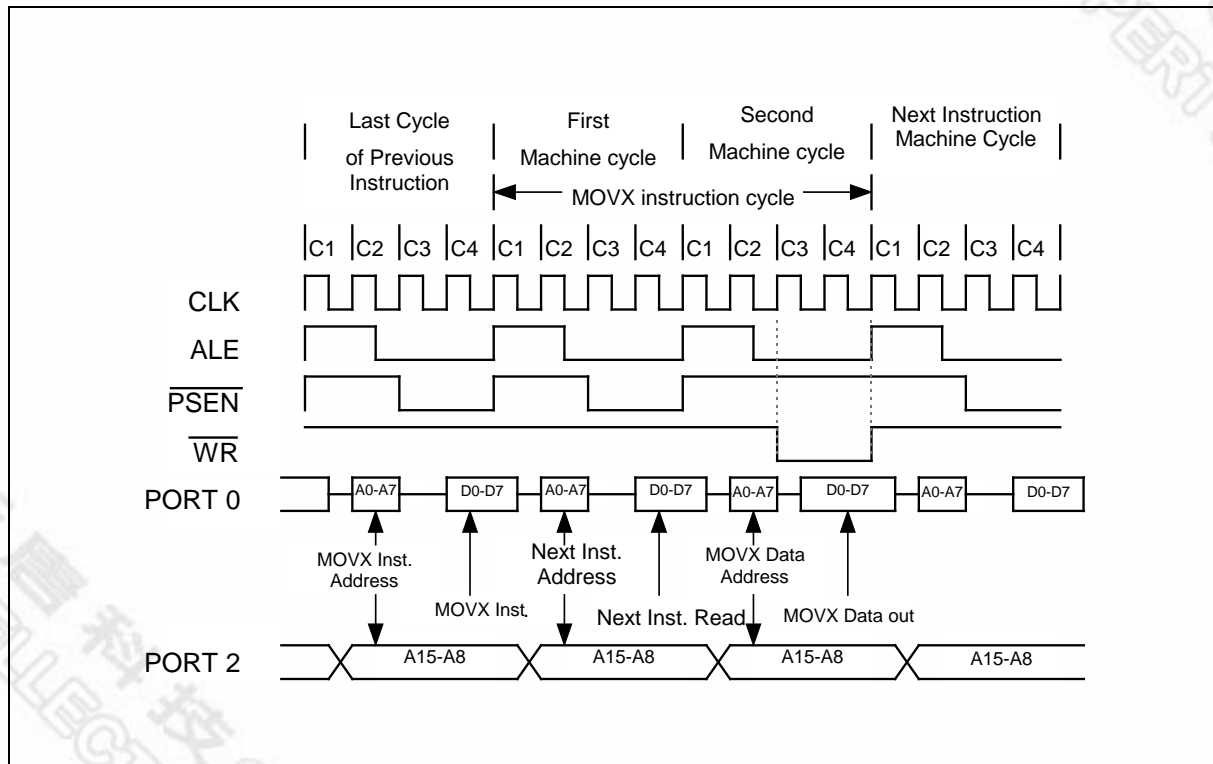 Last Cycle
of Previous
Instruction
First
Machine cycle
Second
Machine cycle
Next Instruction
Machine Cycle
MOVX instruction cycle
C1 C2 C3 C4 C1 C2 C3 C4 C1 C2 C3 C4 C1 C2 C3 C4
CLK
ALE
PSEN
WR
PORT 0
A0-A7 D0-D7 A0-A7 D0-D7 A0-A7 D0-D7 A0-A7 D0-D7
MOVX Inst.
Address
MOVX Inst.
Next Inst.
Address
Next Inst. Read
MOVX Data
Address
MOVX Data out
PORT 2
A15-A8 A15-A8 A15-A8 A15-A8